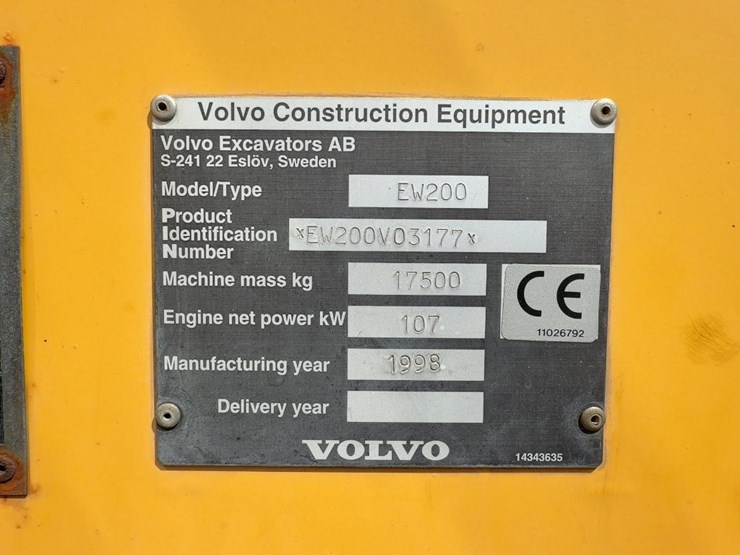 Volvo Construction Equipment
Volvo Excavators AB
S-241 22 Eslöv, Sweden
Model/Type EW200
Product
Identification *EW200V03177*
Number
Machine mass kg 17500
CE
Engine net power kW 107
11026792
Manufacturing year 1998
Delivery year
VOLVO
14343635